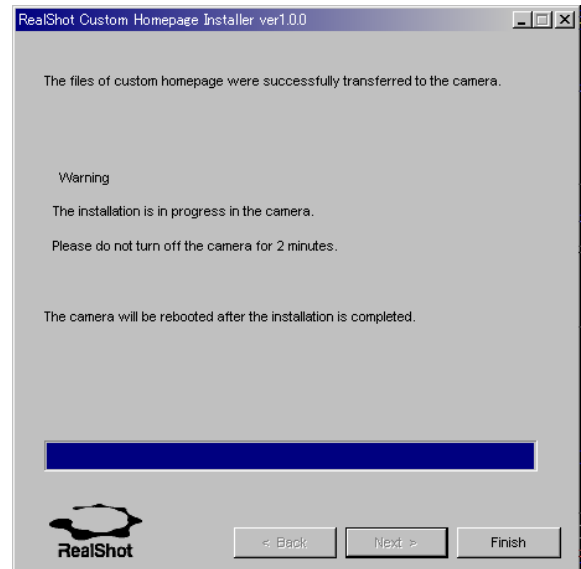 RealShot Custom Homepage Installer ver1.0.0
The files of custom homepage were successfully transferred to the camera.
Warning
The installation is in progress in the camera.
Please do not turn off the camera for 2 minutes.
The camera will be rebooted after the installation is completed.
RealShot
< Back
Next >
Finish